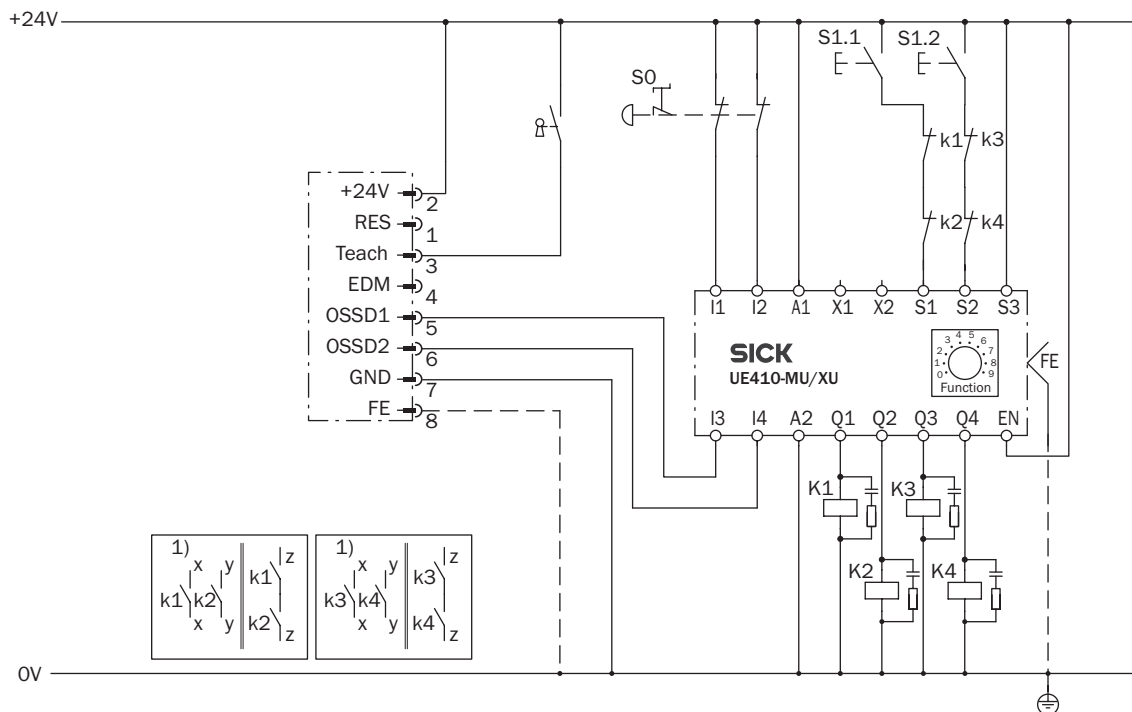 +24V
S1.1
S1.2
S0
k1
k3
+24V
2
RES
1
k2
k4
Teach
3
EDM
4
I1
I2
A1
X1
X2
S1
S2
S3
OSSD1
5
SICK
UE410-MU/XU
0
1
2
3
4
5
6
7
8
9
Function
FE
OSSD2
6
GND
7
FE
8
I3
I4
A2
Q1
Q2
Q3
Q4
EN
K1
K3
K2
K4
1)
x
y
z
k1
k2
k1
k2
x
y
z
1)
x
y
z
k3
k4
k3
k4
x
y
z
0V